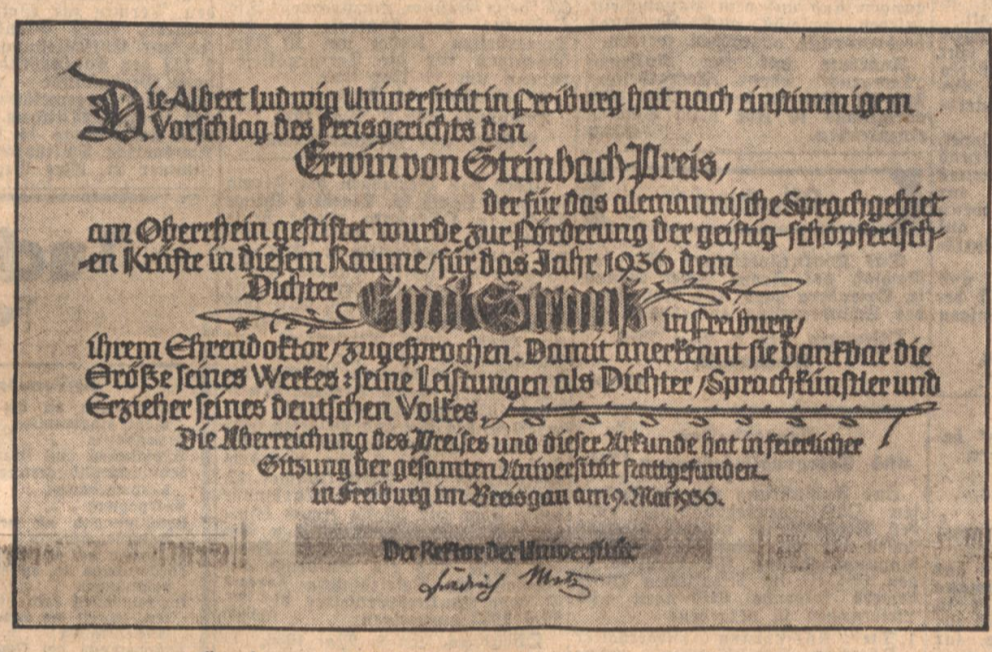 Die Albert Ludwig Universität in Freiburg hat nach einstimmigem
Vorschlag des Preisgerichts den
Erwin von Steinbach-Preis/
der für das alemannische Sprachgebiet
am Oberrhein gestiftet wurde zur Förderung der geistig-schöpferisch-
-en Kräfte in diesem Raume/für das Jahr 1936 dem
Dichter Emil Strauß in Freiburg/
ihrem Ehrendoktor/zugesprochen. Damit anerkennt sie dankbar die
Größe seines Werkes: seine Leistungen als Dichter/Sprachkünstler und
Erzieher seines deutschen Volkes.
Die Überreichung des Preises und dieser Urkunde hat in feierlicher
Sitzung der gesamten Universität stattgefunden.
in Freiburg im Breisgau am 9. Mai 1936.
Der Rektor der Universität
Friedrich Metz